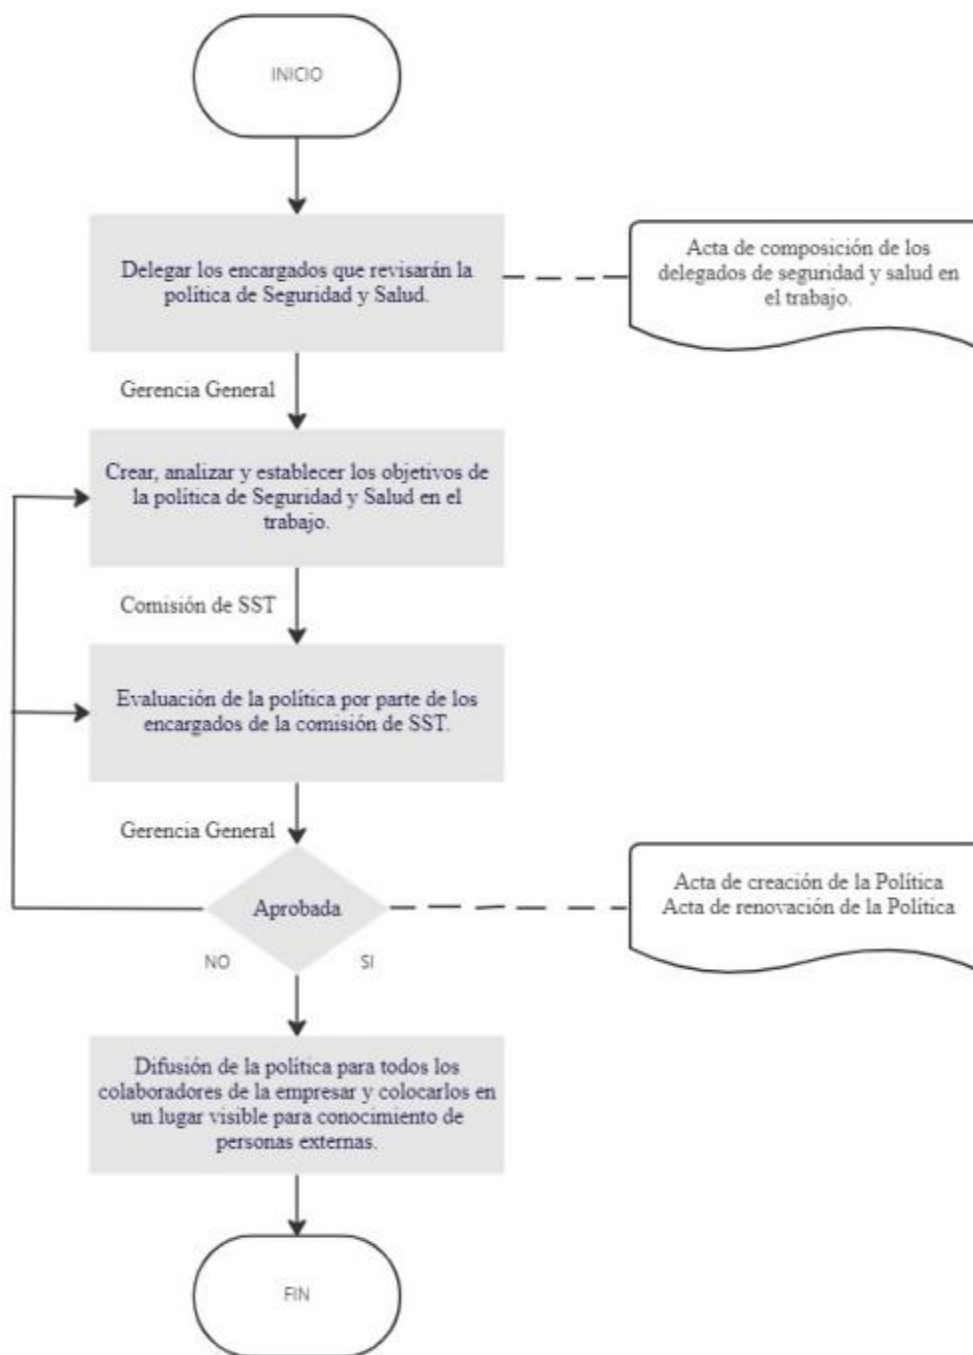 INICIO
Delegar los encargados que revisarán la
política de Seguridad y Salud.
Acta de composición de los
delegados de seguridad y salud en
el trabajo.
Gerencia General
Crear, analizar y establecer los objetivos de
la política de Seguridad y Salud en el
trabajo.
Comisión de SST
Evaluación de la política por parte de los
encargados de la comisión de SST.
Gerencia General
Aprobada
Acta de creación de la Política
Acta de renovación de la Política
NO
SI
Difusión de la política para todos los
colaboradores de la empresar y colocarlos en
un lugar visible para conocimiento de
personas externas.
FIN